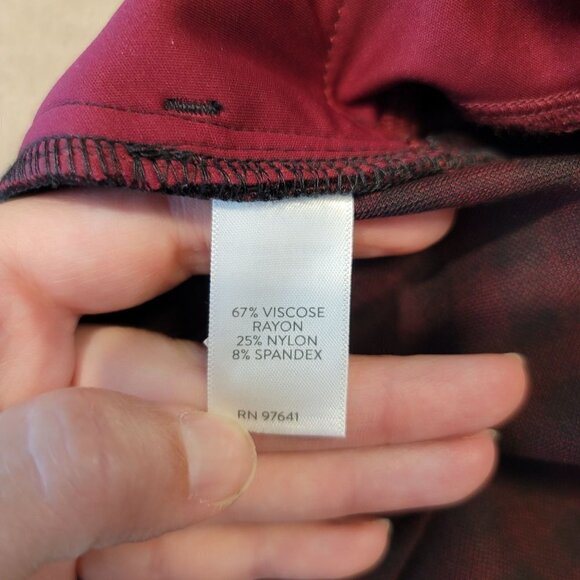 67% VISCOSE
RAYON
25% NYLON
8% SPANDEX
RN 97641